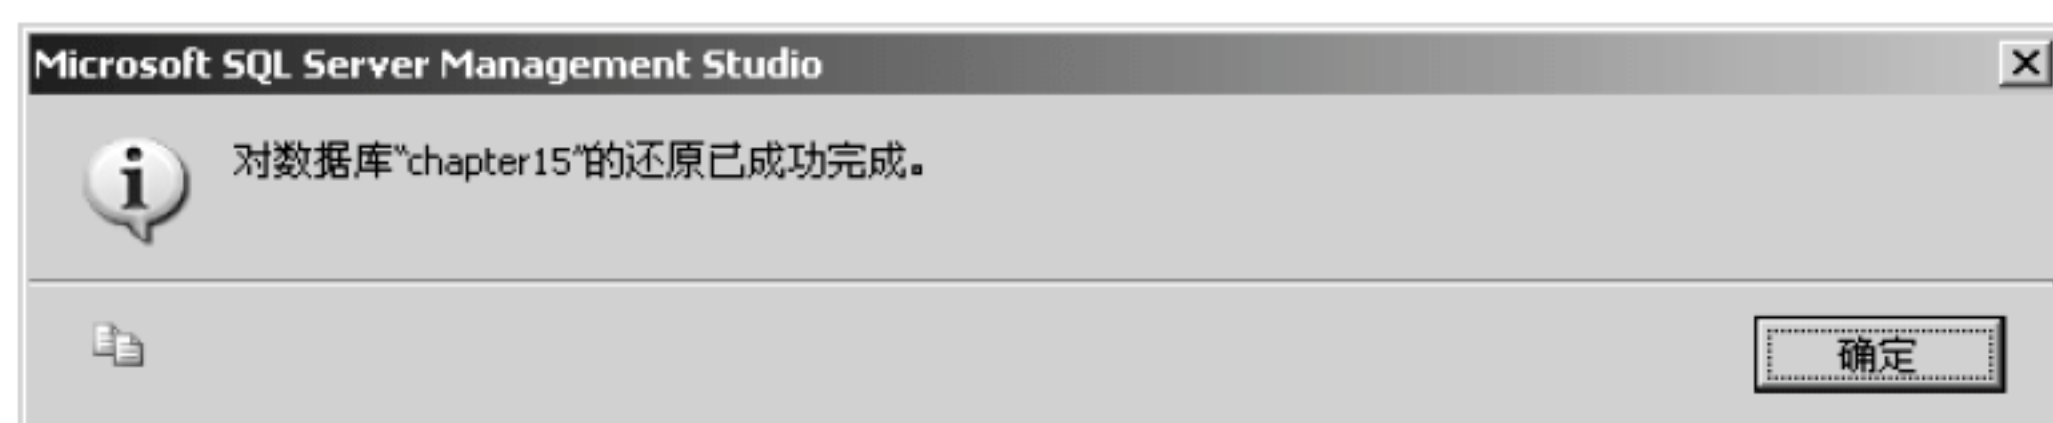 Microsoft SQL Server Management Studio
对数据库“chapter15”的还原已成功完成。
确定